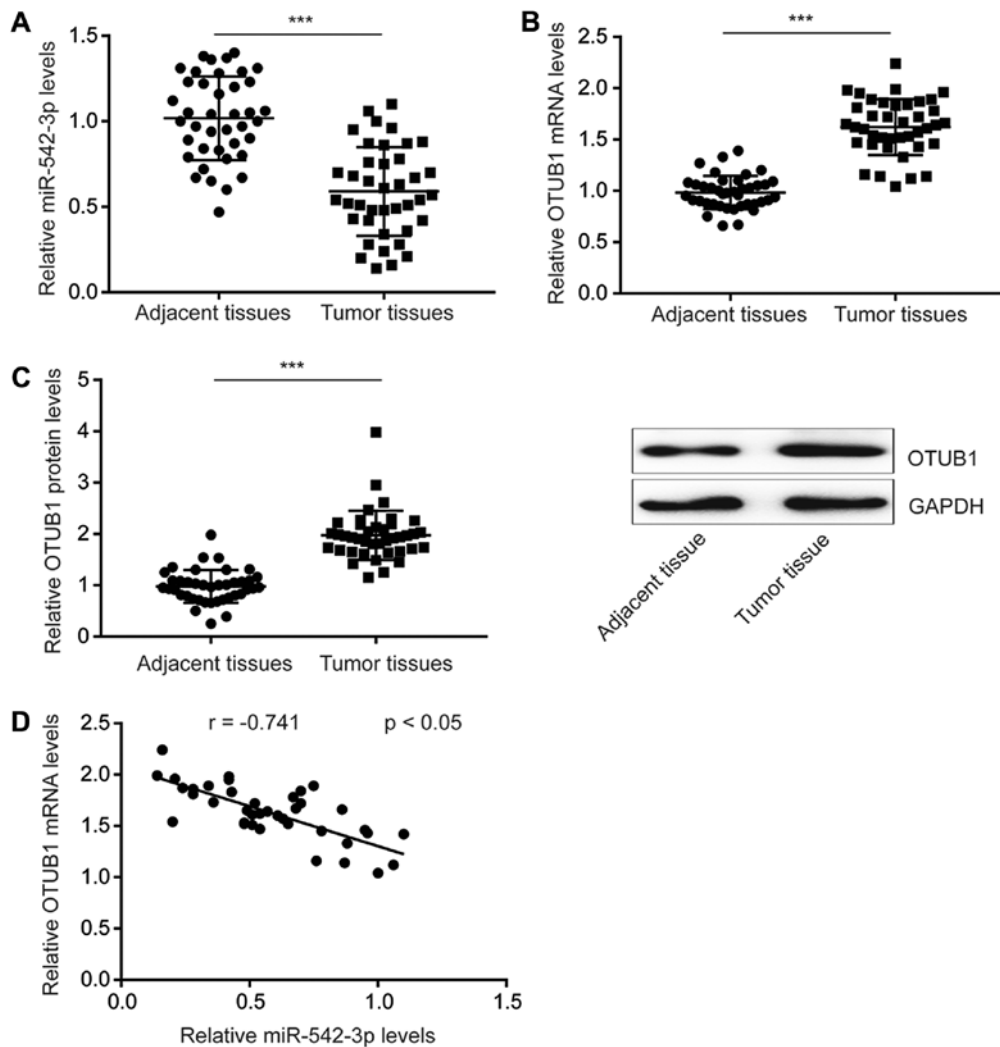 A
***
Relative miR-542-3p levels
1.5
1.0
0.5
0.0
Adjacent tissues
Tumor tissues
B
***
Relative OTUB1 mRNA levels
2.5
2.0
1.5
1.0
0.5
0.0
Adjacent tissues
Tumor tissues
C
***
Relative OTUB1 protein levels
5
4
3
2
1
0
Adjacent tissues
Tumor tissues
OTUB1
GAPDH
Adjacent tissue
Tumor tissue
D
r = -0.741
p < 0.05
Relative OTUB1 mRNA levels
2.5
2.0
1.5
1.0
0.5
0.0
0.0
0.5
1.0
1.5
Relative miR-542-3p levels